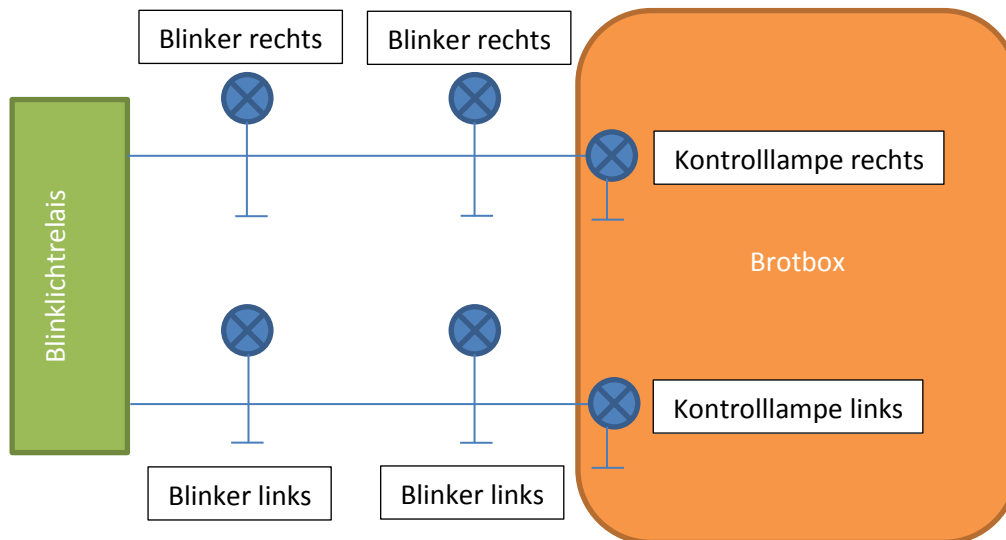 Blinker rechts
Blinker rechts
Kontrolllampe rechts
Blinklichtrelais
Brotbox
Kontrolllampe links
Blinker links
Blinker links